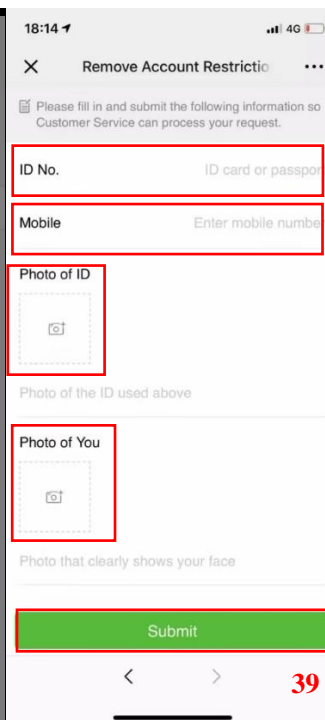 18:14 4G
Remove Account Restrictio ...
Please fill in and submit the following information so
Customer Service can process your request.
ID No. ID card or passpor
Mobile Enter mobile numbe
Photo of ID
Photo of the ID used above
Photo of You
Photo that clearly shows your face
Submit
39